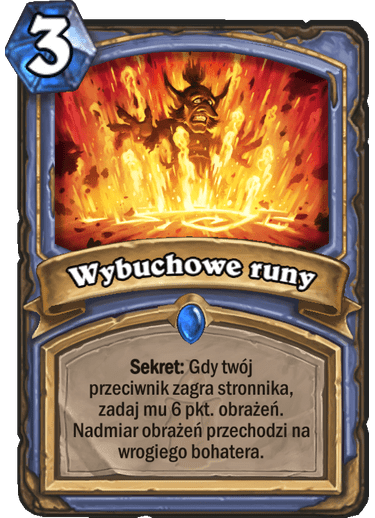 3
Wybuchowe runy
Sekret: Gdy twój
przeciwnik zagra stronnika,
zadaj mu 6 pkt. obrażeń.
Nadmiar obrażeń przechodzi na
wrogiego bohatera.